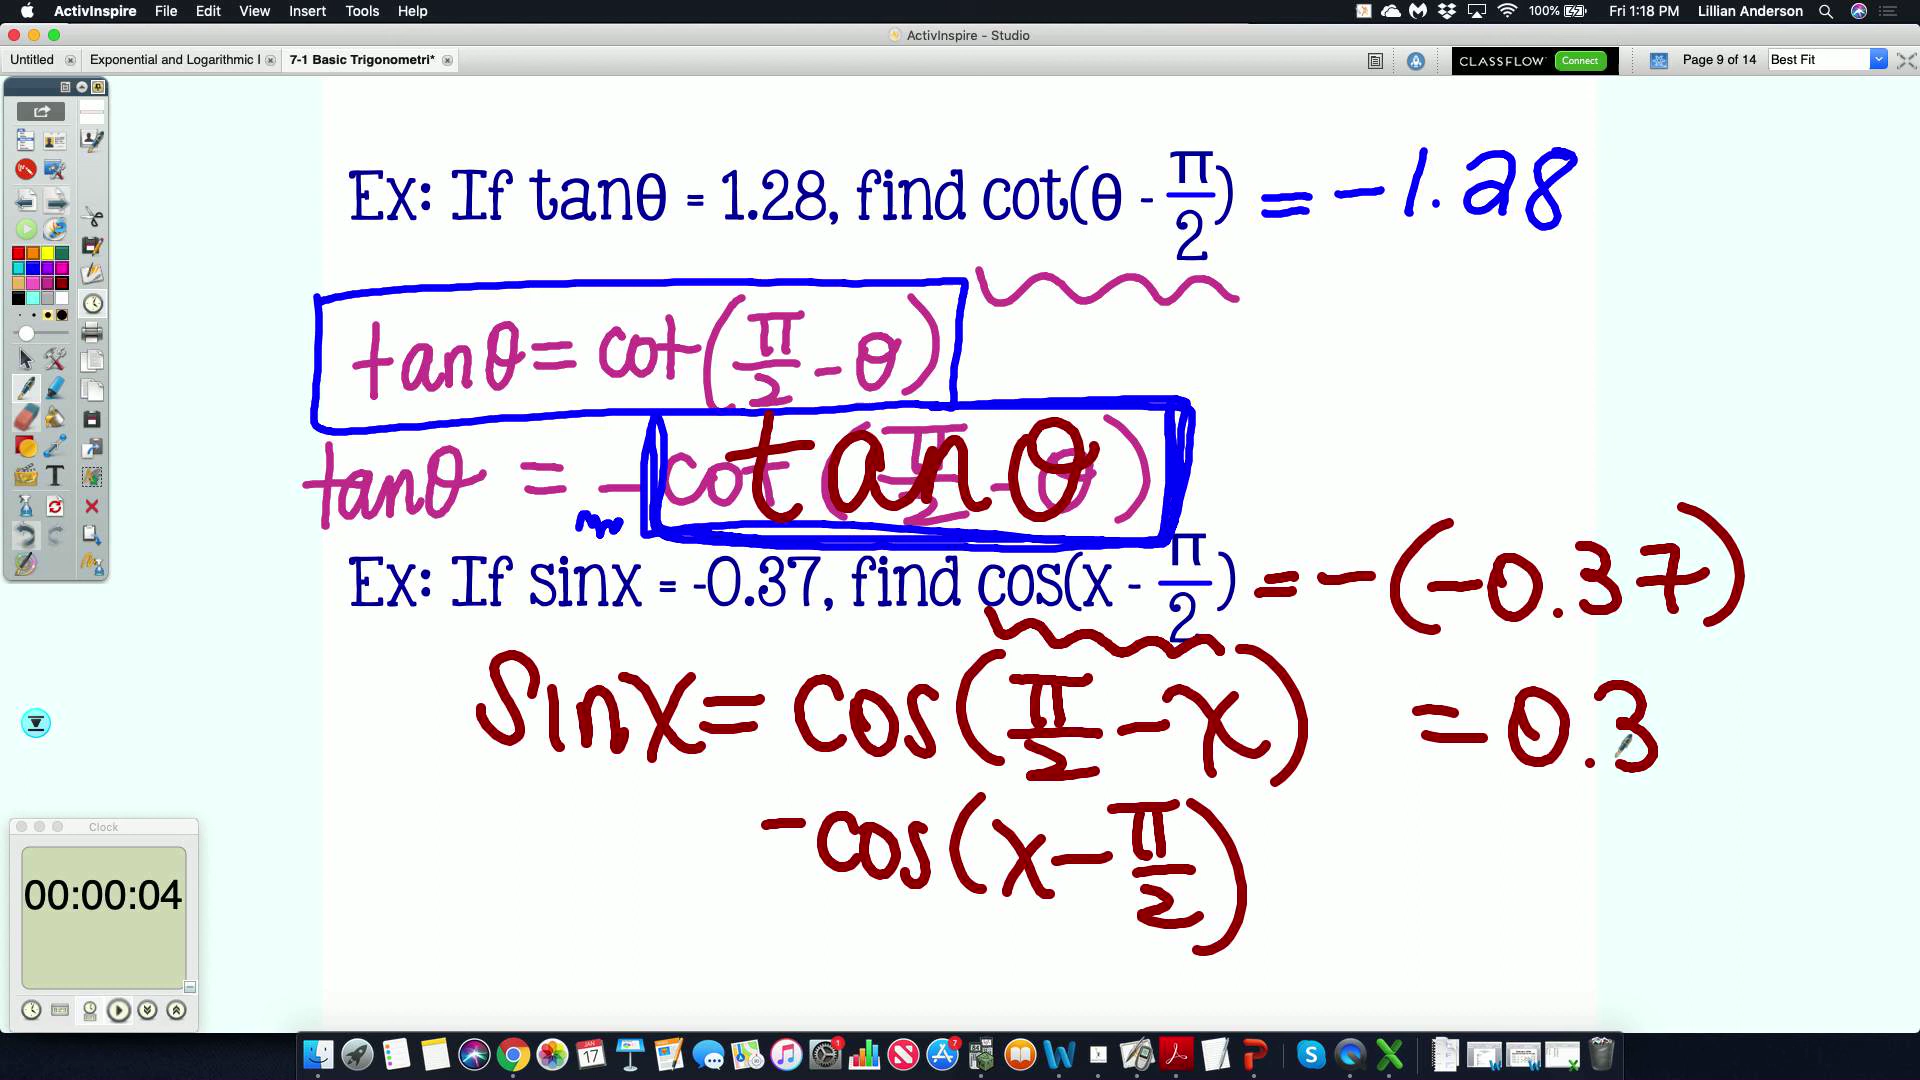 ActivInspire File Edit View Insert Tools Help 100% Fri 1:18 PM Lillian Anderson
ActivInspire - Studio
Untitled Exponential and Logarithmic I 7-1 Basic Trigonometri* CLASSFLOW Connect Page 9 of 14 Best Fit
Ex: If tanθ = 1.28, find cot(θ - π/2) = -1.28
tanθ = cot(π/2 - θ)
tanθ = - cot(π/2 - θ)
tanθ
Ex: If sinx = -0.37, find cos(x - π/2) = -(-0.37)
sinx = cos(π/2 - x) = 0.3
-cos(x - π/2)
Clock
00:00:04